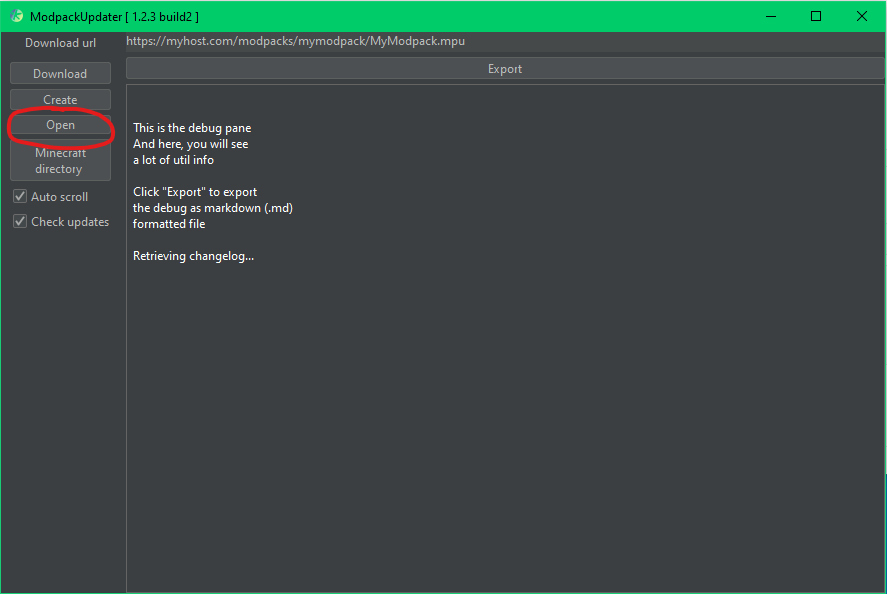 ModpackUpdater [ 1.2.3 build2 ]
Download url
https://myhost.com/modpacks/mymodpack/MyModpack.mpu
Download
Export
Create
Open
Minecraft
directory
Auto scroll
Check updates
This is the debug pane
And here, you will see
a lot of util info
Click "Export" to export
the debug as markdown (.md)
formatted file
Retrieving changelog...